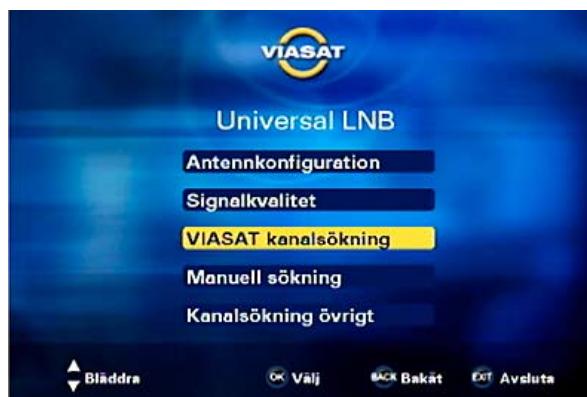 VIASAT
Universal LNB
Antennkonfiguration
Signalkvalitet
VIASAT kanalsökning
Manuell sökning
Kanalsökning övrigt
Bläddra OK Välj BACK Bakåt EXIT Avsluta